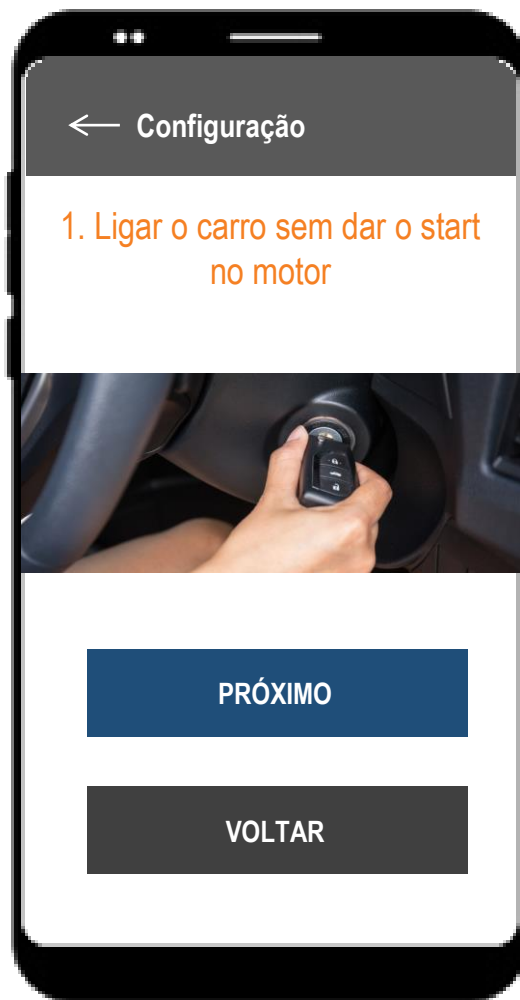 Configuração
1. Ligar o carro sem dar o start
no motor
PRÓXIMO
VOLTAR